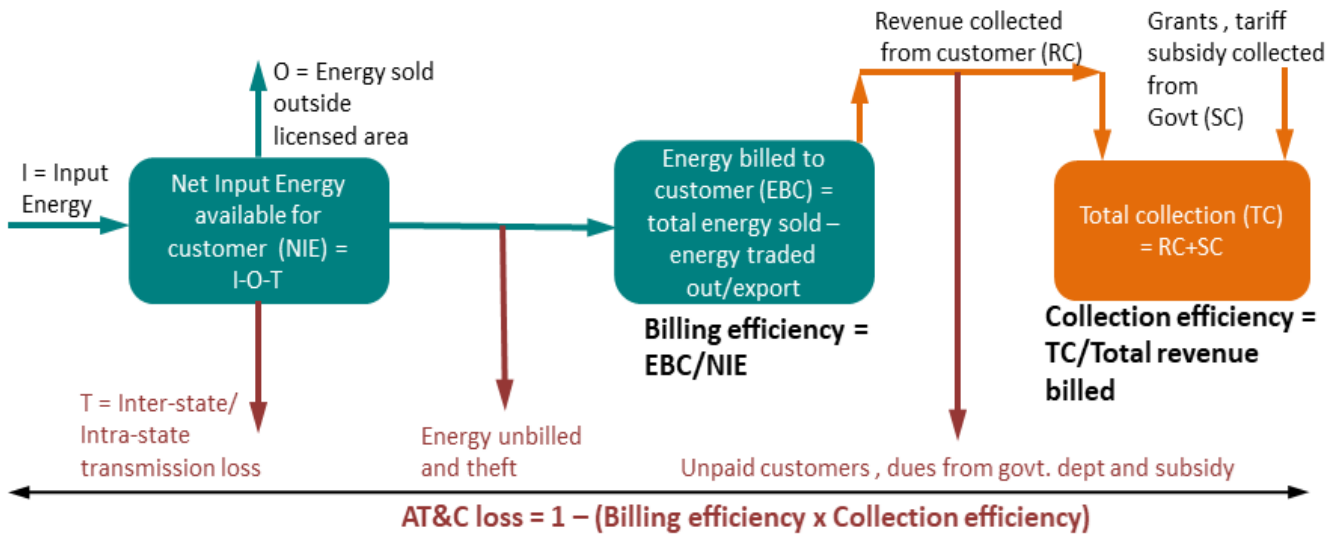 O = Energy sold
outside
licensed area
I = Input
Energy
Net Input Energy
available for
customer (NIE) =
I-O-T
T = Inter-state/
Intra-state
transmission loss
Energy unbilled
and theft
Energy billed to
customer (EBC) =
total energy sold –
energy traded
out/export
Billing efficiency =
EBC/NIE
Revenue collected
from customer (RC)
Grants , tariff
subsidy collected
from
Govt (SC)
Total collection (TC)
= RC+SC
Collection efficiency =
TC/Total revenue
billed
Unpaid customers , dues from govt. dept and subsidy
AT&C loss = 1 – (Billing efficiency x Collection efficiency)